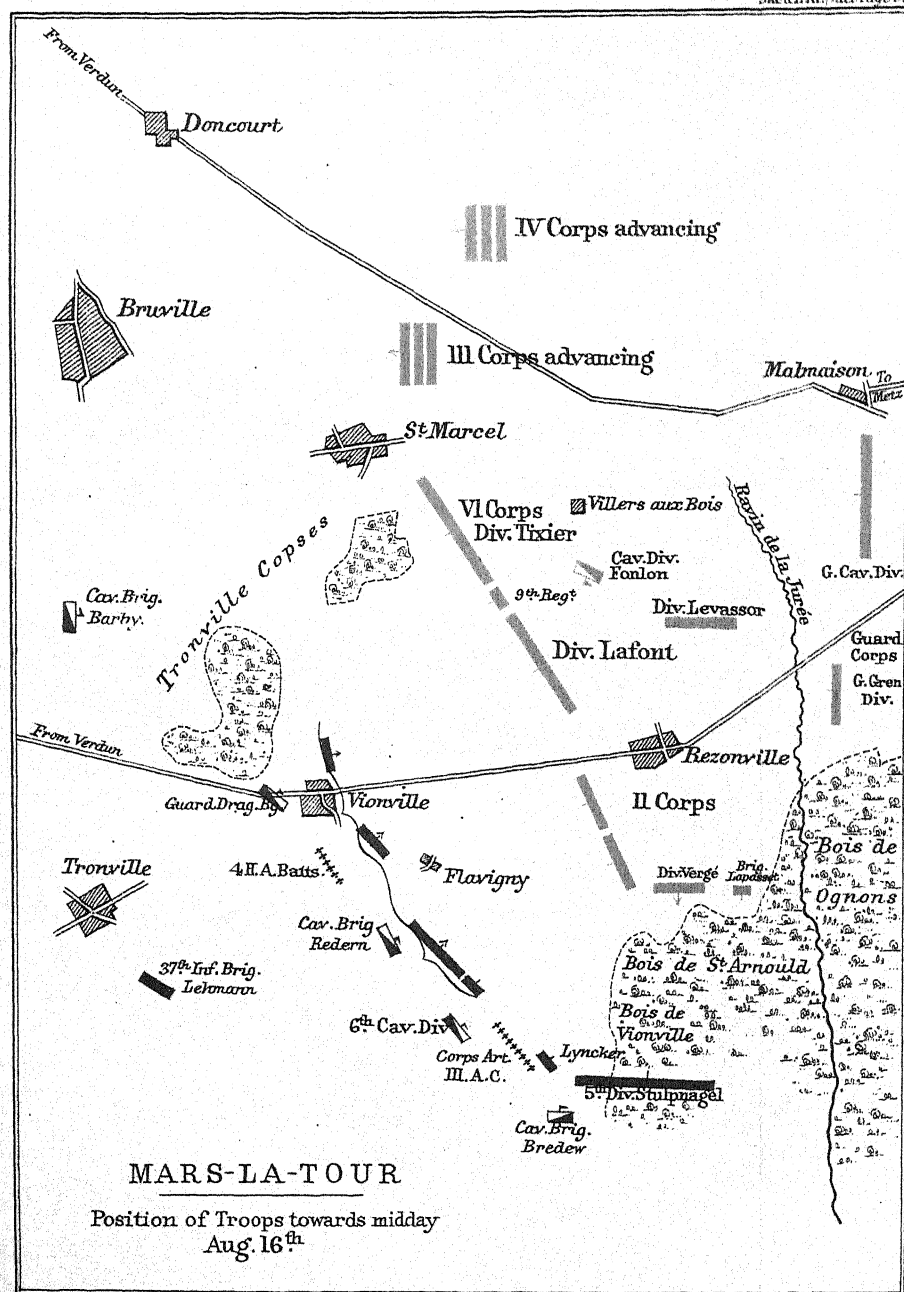 From Verdun
Doncourt
IV Corps advancing
Bruville
III Corps advancing
Malmaison
To
Metz
St Marcel
VI Corps
Div. Tixier
Villers aux Bois
Ravin de la Jurée
Tronville Copses
Cav. Div.
Fonlon
G. Cav. Div.
9th Regt
Cav. Brig.
Barby.
Div. Levassor
Div. Lafont
Guard
Corps
G. Gren
Div.
From Verdun
Rezonville
Guard. Drag. Bg.
Vionville
II Corps
Bois de
Ognons
Tronville
4 H.A. Batts
Flavigny
Div. Vergé
Brig.
Lapasset
Cav. Brig
Redern
Bois de St. Arnould
37th Inf. Brig.
Lehmann
Bois de
Vionville
6th Cav. Div
Corps Art.
III. A.C.
Lyncker
5th Div. Stulpnagel
Cav. Brig.
Bredew
MARS-LA-TOUR
Position of Troops towards midday
Aug. 16th.